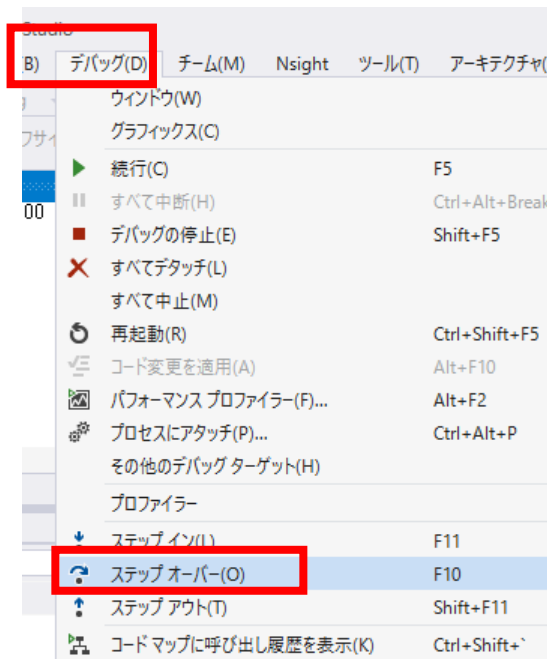 Studio
(B) デバッグ(D) チーム(M) Nsight ツール(T) アーキテクチャ(
ウィンドウ(W)
グラフィックス(C)
続行(C) F5
すべて中断(H) Ctrl+Alt+Break
00
デバッグの停止(E) Shift+F5
すべてデタッチ(L)
すべて中止(M)
再起動(R) Ctrl+Shift+F5
コード変更を適用(A) Alt+F10
パフォーマンス プロファイラー(F)... Alt+F2
プロセスにアタッチ(P)... Ctrl+Alt+P
その他のデバッグ ターゲット(H)
プロファイラー
ステップ イン(I) F11
ステップ オーバー(O) F10
ステップ アウト(T) Shift+F11
コード マップに呼び出し履歴を表示(K) Ctrl+Shift+`